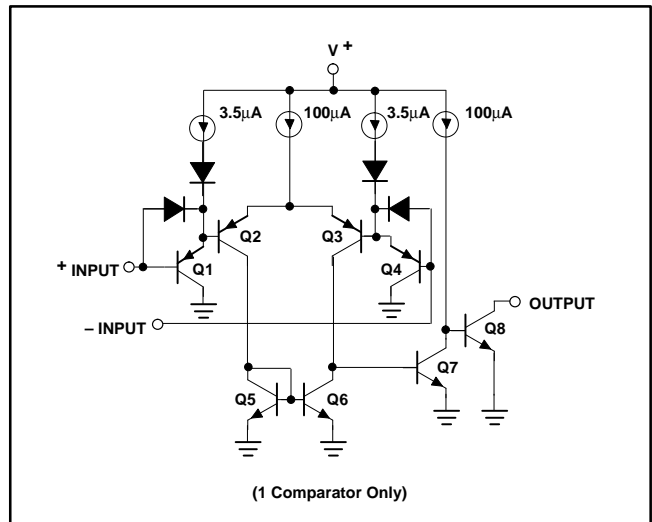 V +
3.5µA 100µA 3.5µA 100µA
Q2 Q3
+ INPUT Q1 Q4
OUTPUT
– INPUT Q8
Q7
Q5 Q6
(1 Comparator Only)